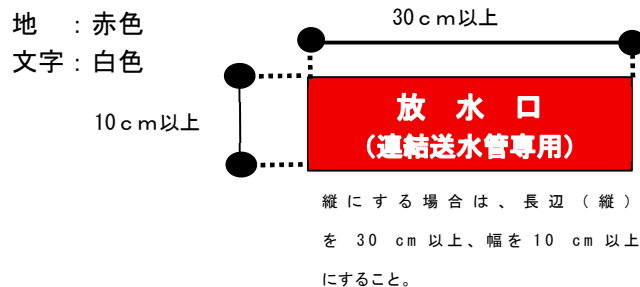 地　：赤色
文字：白色
30ｃｍ以上
10ｃｍ以上
放　水　口
（連結送水管専用）
縦にする場合は、長辺（縦）
を 30 cm 以上、幅を 10 cm 以上
にすること。